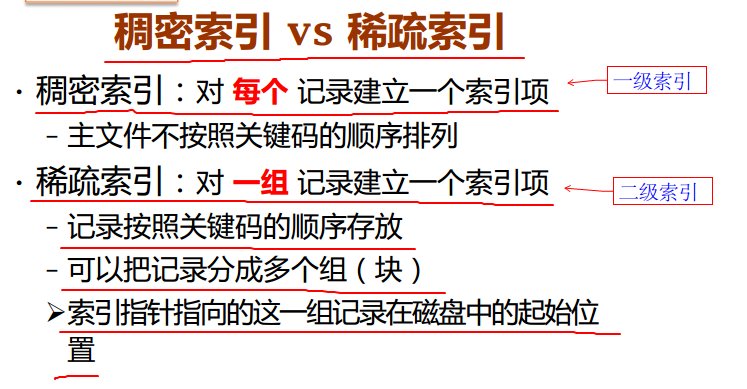 稠密索引 vs 稀疏索引
· 稠密索引：对 每个 记录建立一个索引项
一级索引
– 主文件不按照关键码的顺序排列
· 稀疏索引：对 一组 记录建立一个索引项
二级索引
– 记录按照关键码的顺序存放
– 可以把记录分成多个组（块）
➢索引指针指向的这一组记录在磁盘中的起始位
置